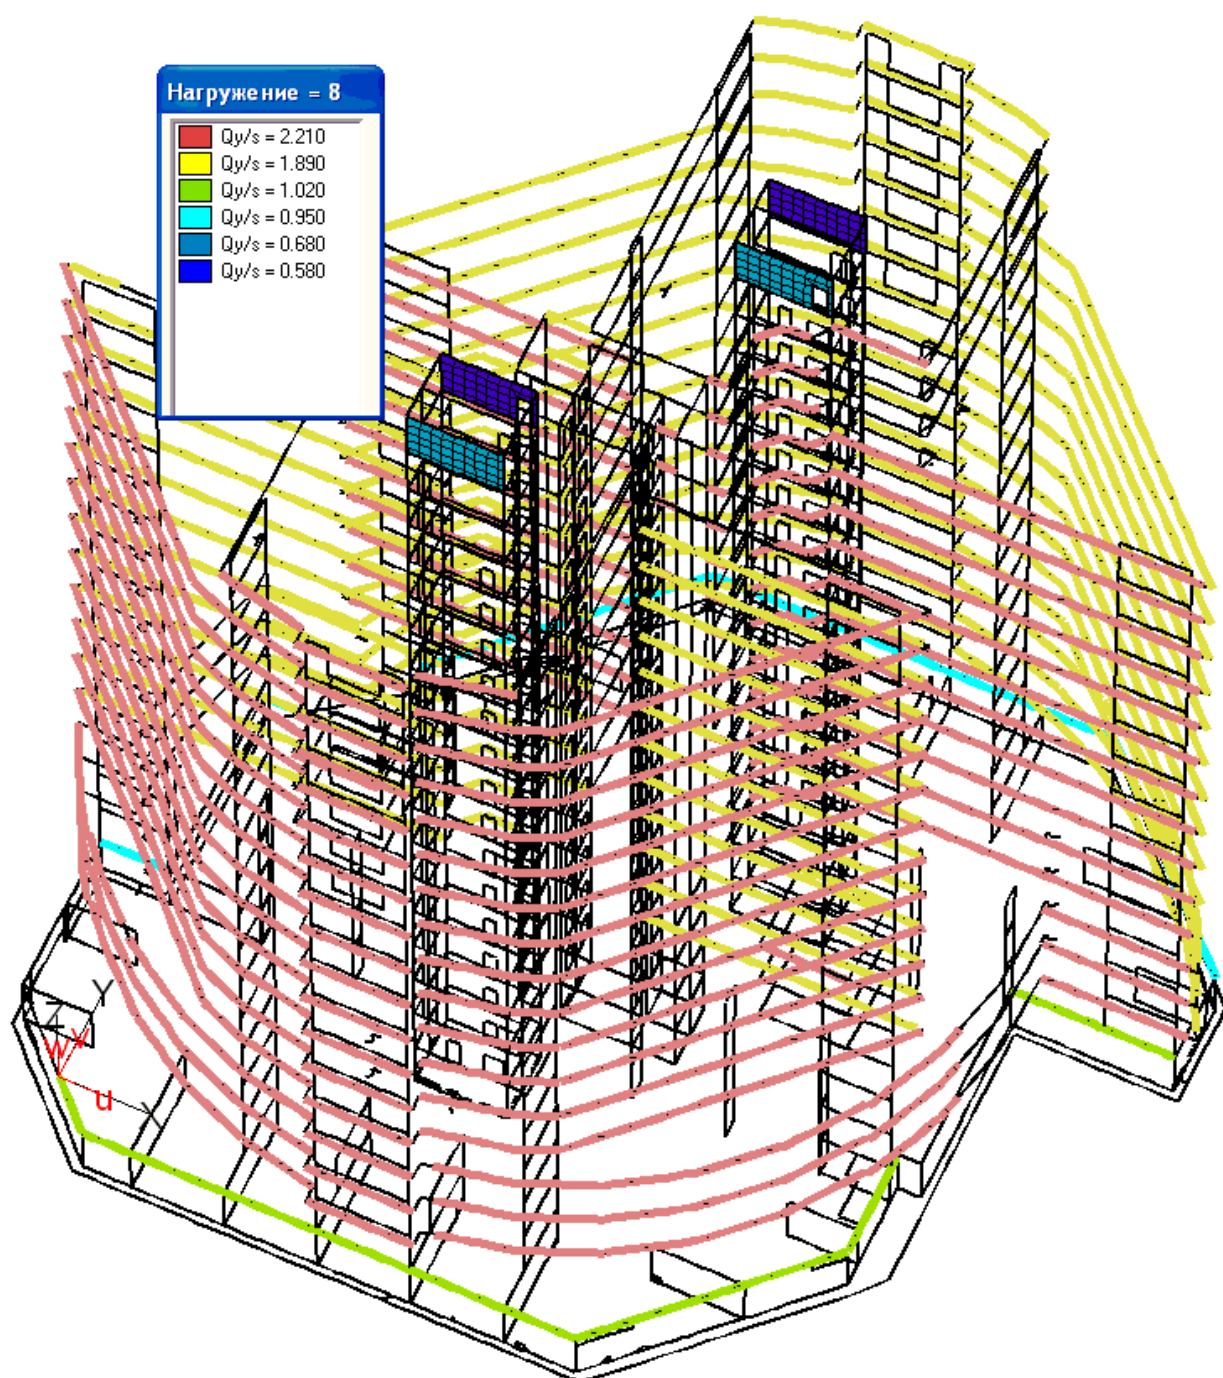 Нагружение = 8
Qy/s = 2.210
Qy/s = 1.890
Qy/s = 1.020
Qy/s = 0.950
Qy/s = 0.680
Qy/s = 0.580
Y
Z
w v
u
X